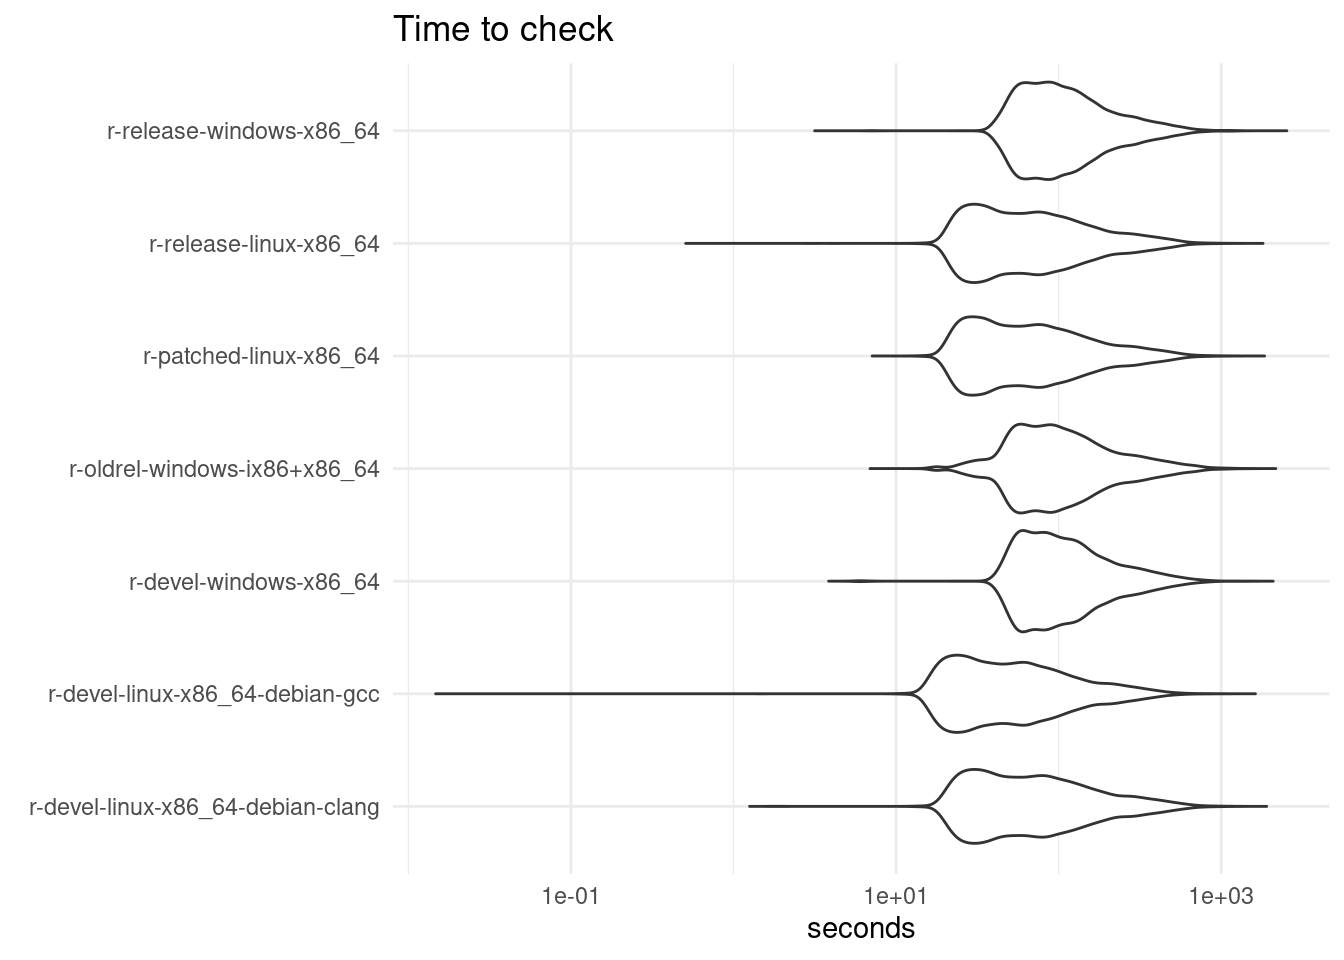 Time to check
r-release-windows-x86_64
r-release-linux-x86_64
r-patched-linux-x86_64
r-oldrel-windows-ix86+x86_64
r-devel-windows-x86_64
r-devel-linux-x86_64-debian-gcc
r-devel-linux-x86_64-debian-clang
1e-01 1e+01 1e+03
seconds